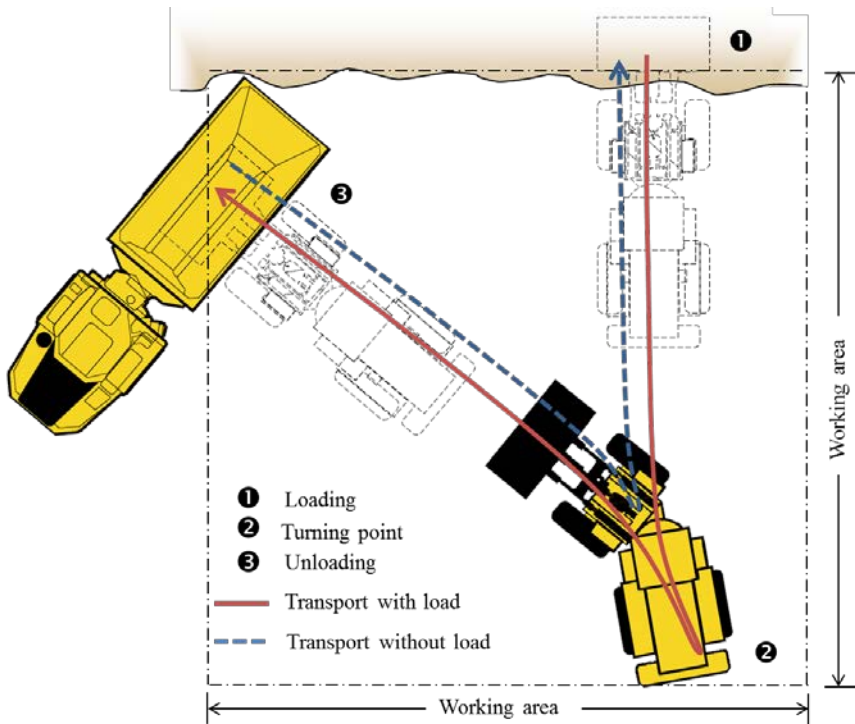 ❶
❸
❶ Loading
❷ Turning point
❸ Unloading
Transport with load
Transport without load
❷
Working area
Working area